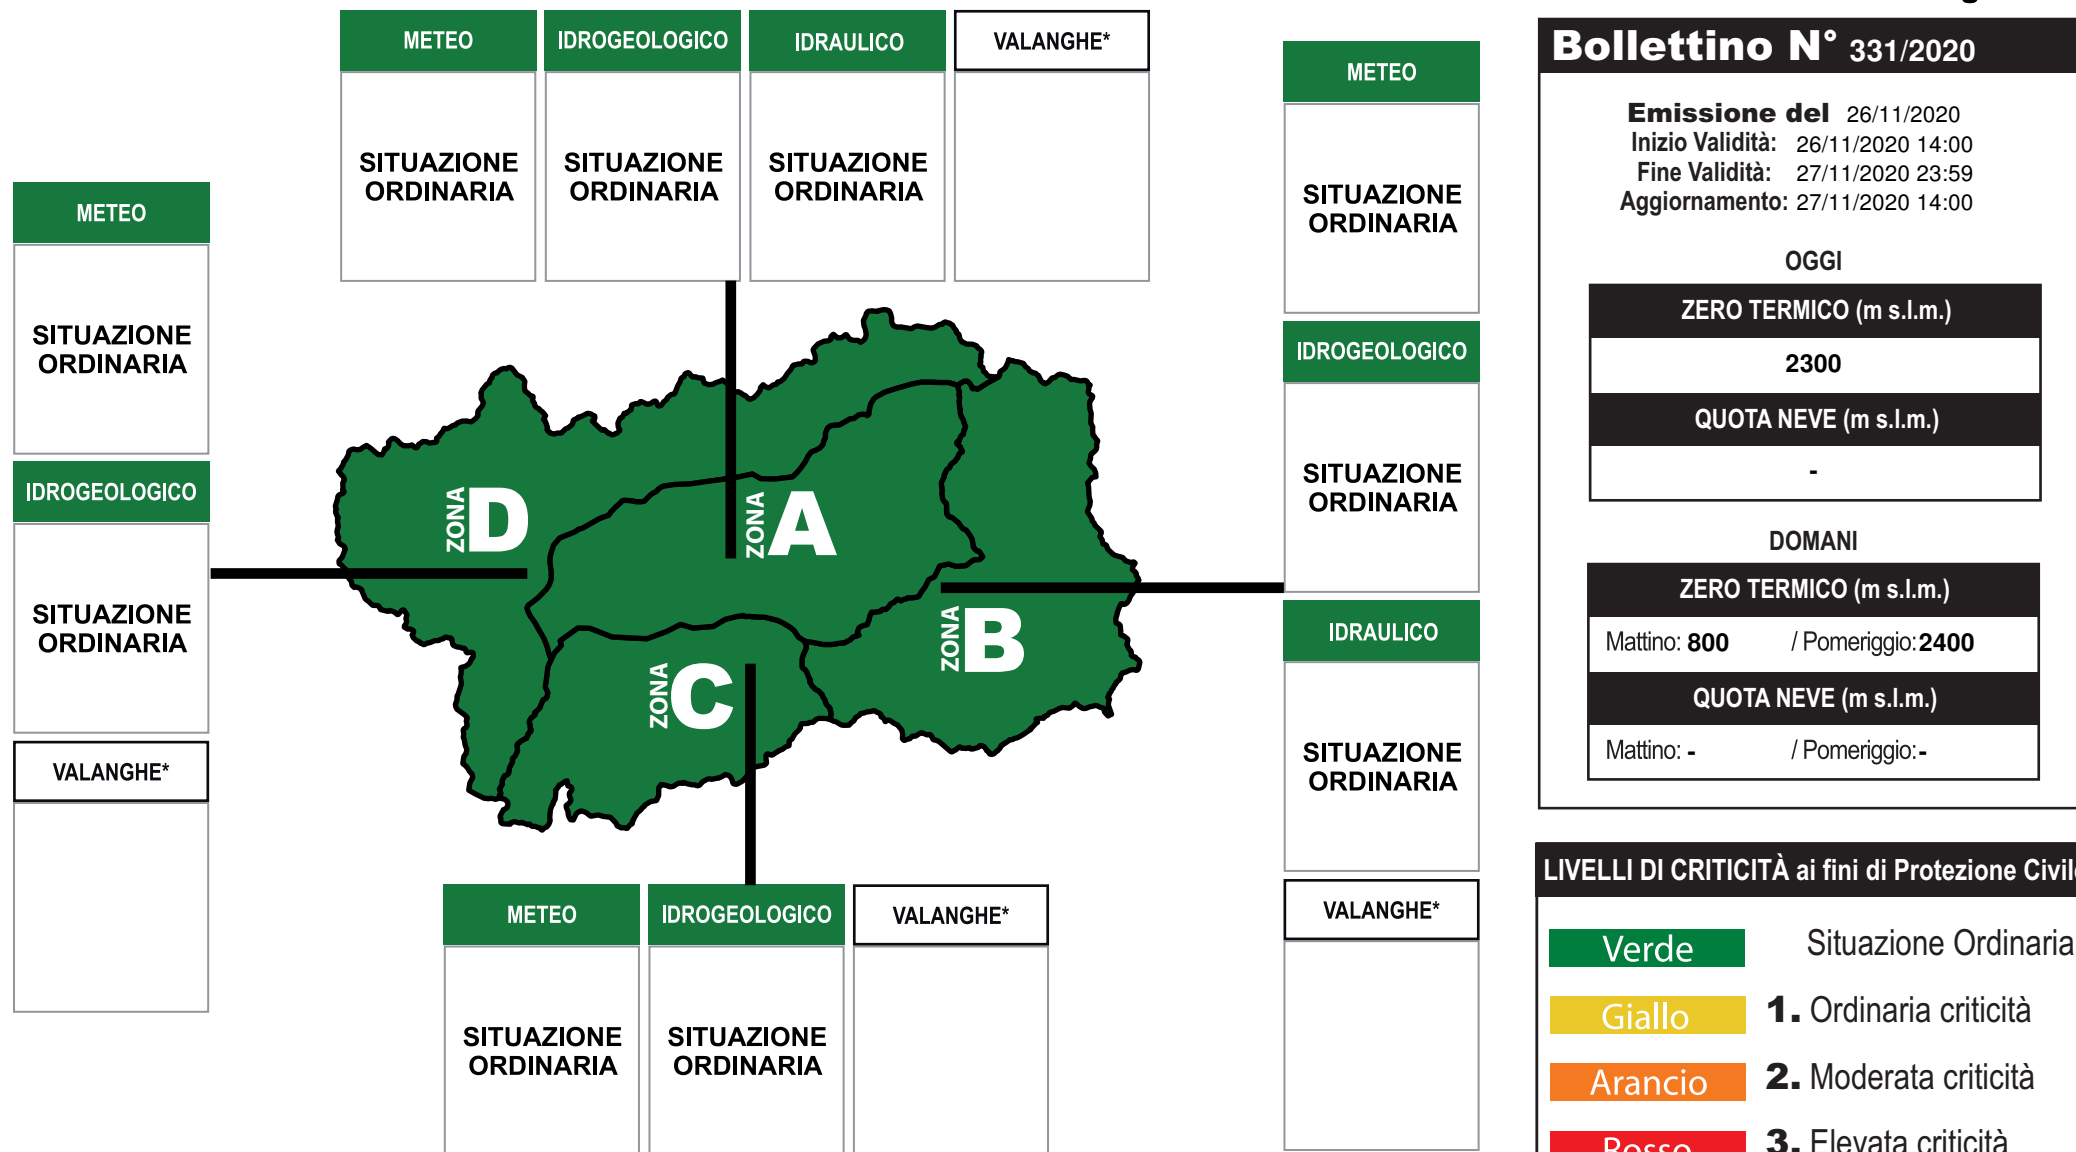 METEO
IDROGEOLOGICO
IDRAULICO
VALANGHE*
SITUAZIONE
ORDINARIA
SITUAZIONE
ORDINARIA
SITUAZIONE
ORDINARIA
METEO
SITUAZIONE
ORDINARIA
IDROGEOLOGICO
SITUAZIONE
ORDINARIA
VALANGHE*
ZONA D
ZONA A
ZONA B
ZONA C
METEO
SITUAZIONE
ORDINARIA
IDROGEOLOGICO
SITUAZIONE
ORDINARIA
IDRAULICO
SITUAZIONE
ORDINARIA
VALANGHE*
METEO
IDROGEOLOGICO
VALANGHE*
SITUAZIONE
ORDINARIA
SITUAZIONE
ORDINARIA
Bollettino N° 331/2020
Emissione del 26/11/2020
Inizio Validità: 26/11/2020 14:00
Fine Validità: 27/11/2020 23:59
Aggiornamento: 27/11/2020 14:00
OGGI
ZERO TERMICO (m s.l.m.)
2300
QUOTA NEVE (m s.l.m.)
-
DOMANI
ZERO TERMICO (m s.l.m.)
Mattino: 800 / Pomeriggio: 2400
QUOTA NEVE (m s.l.m.)
Mattino: - / Pomeriggio: -
LIVELLI DI CRITICITÀ ai fini di Protezione Civile
Verde Situazione Ordinaria
Giallo 1. Ordinaria criticità
Arancio 2. Moderata criticità
Rosso 3. Elevata criticità